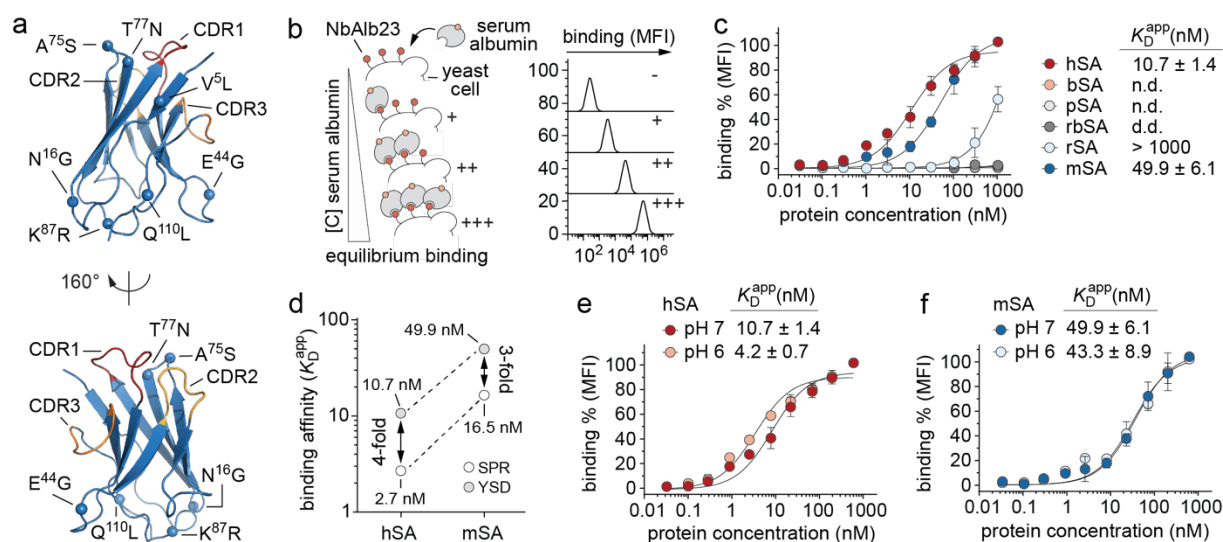 a
T⁷⁷N
CDR1
A⁷⁵S
CDR2
V⁵L
CDR3
N¹⁶G
E⁴⁴G
K⁸⁷R
Q¹¹⁰L
160°
T⁷⁷N
CDR1
A⁷⁵S
CDR2
CDR3
E⁴⁴G
N¹⁶G
Q¹¹⁰L
K⁸⁷R
b
NbAlb23
serum
albumin
yeast
cell
[C] serum albumin
+
++
+++
equilibrium binding
binding (MFI)
100
80
60
40
20
0
-
+
++
+++
10² 10⁴ 10⁶
c
binding % (MFI)
100
80
60
40
20
0
0.01 0.1 1 10 100 1000
protein concentration (nM)
K_D^app (nM)
hSA 10.7 ± 1.4
bSA n.d.
pSA n.d.
rbSA d.d.
rSA > 1000
mSA 49.9 ± 6.1
d
binding affinity (K_D^app)
100
10
1
49.9 nM
10.7 nM
3-fold
4-fold
16.5 nM
2.7 nM
SPR
YSD
hSA mSA
e
hSA K_D^app (nM)
pH 7 10.7 ± 1.4
pH 6 4.2 ± 0.7
binding % (MFI)
100
80
60
40
20
0
0.01 0.1 1 10 100 1000
protein concentration (nM)
f
mSA K_D^app (nM)
pH 7 49.9 ± 6.1
pH 6 43.3 ± 8.9
binding % (MFI)
100
80
60
40
20
0
0.01 0.1 1 10 100 1000
protein concentration (nM)